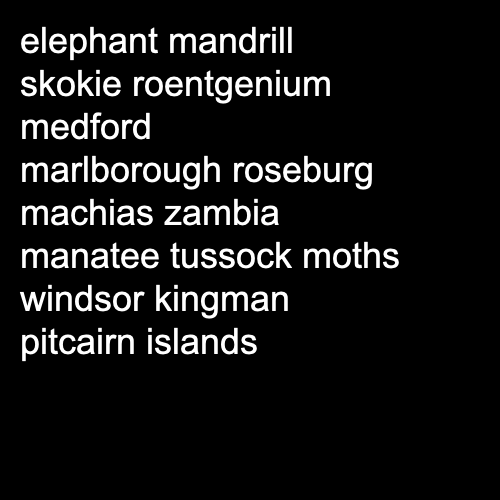 elephant mandrill
skokie roentgenium
medford
marlborough roseburg
machias zambia
manatee tussock moths
windsor kingman
pitcairn islands